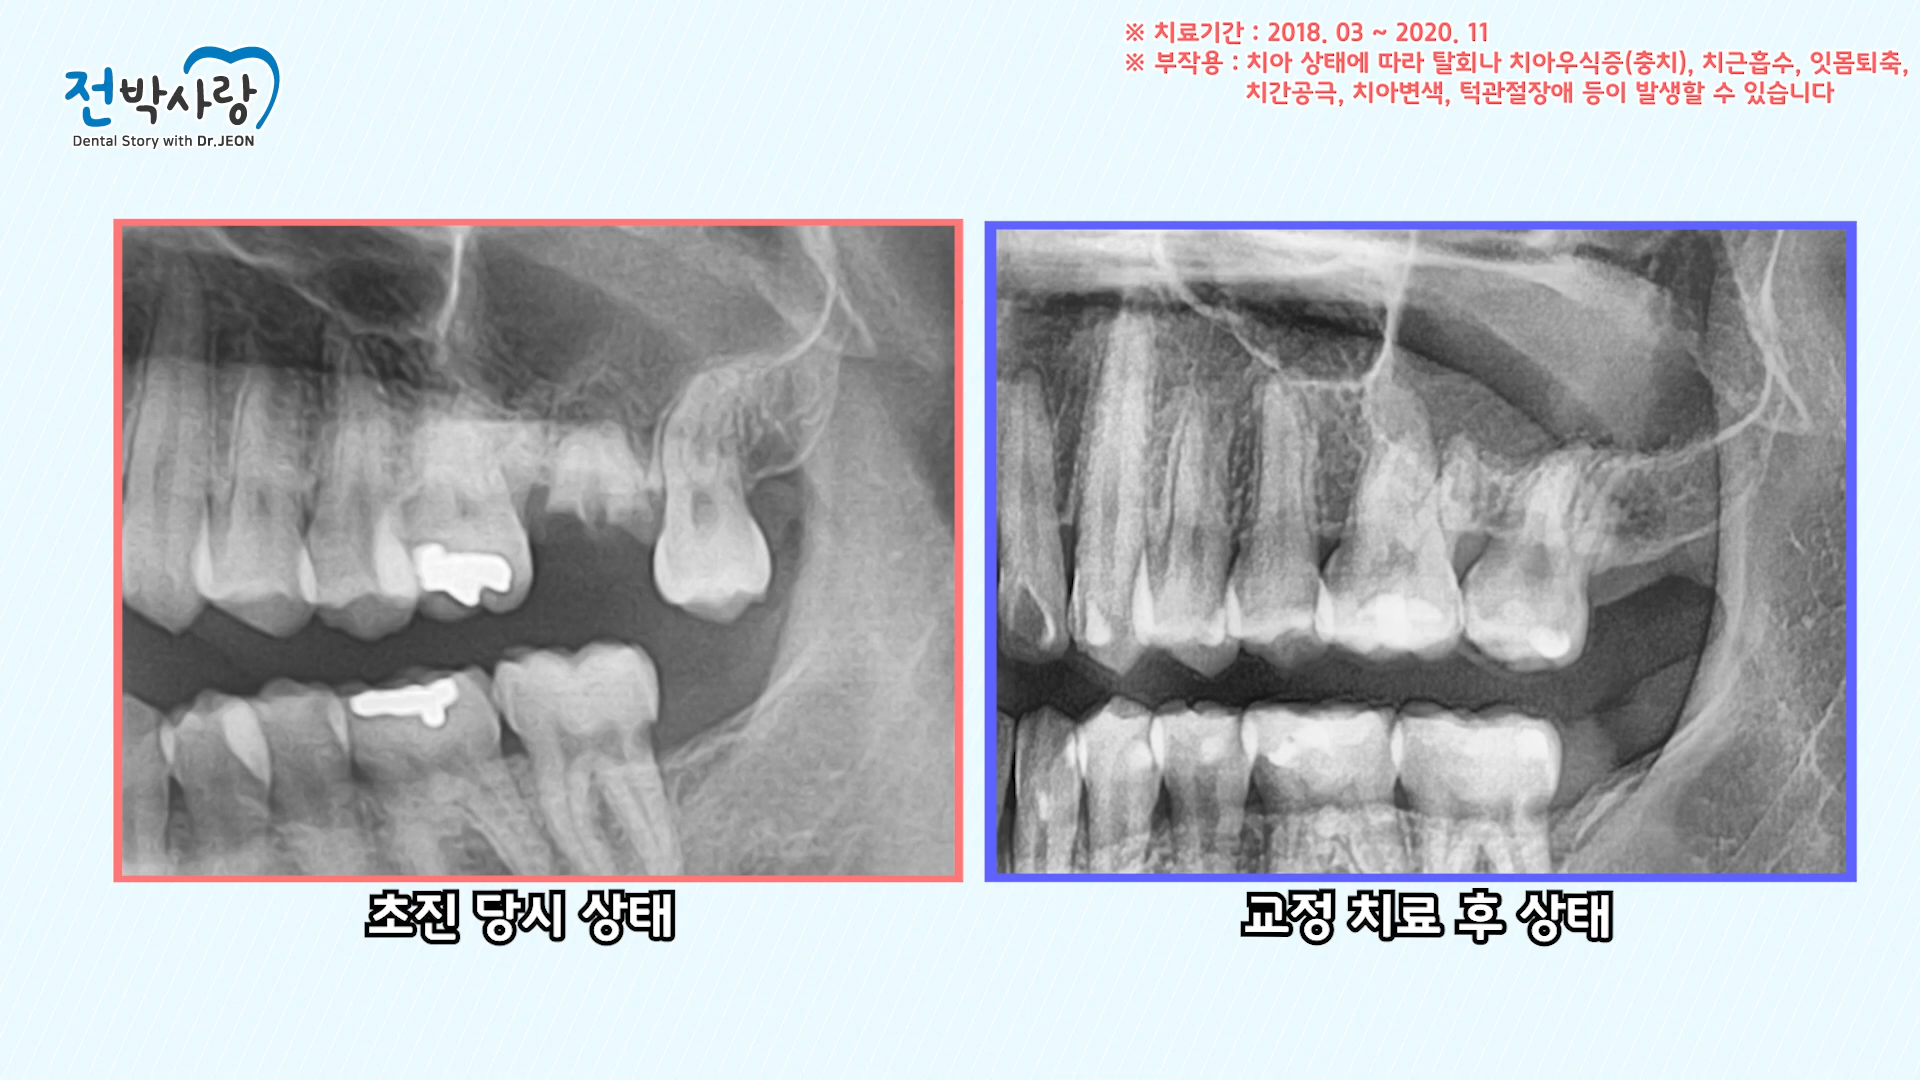 전박사랑
Dental Story with Dr.JEON
※ 치료기간 : 2018. 03 ~ 2020. 11
※ 부작용 : 치아 상태에 따라 탈회나 치아우식증(충치), 치근흡수, 잇몸퇴축,
치간공극, 치아변색, 턱관절장애 등이 발생할 수 있습니다
초진 당시 상태
교정 치료 후 상태